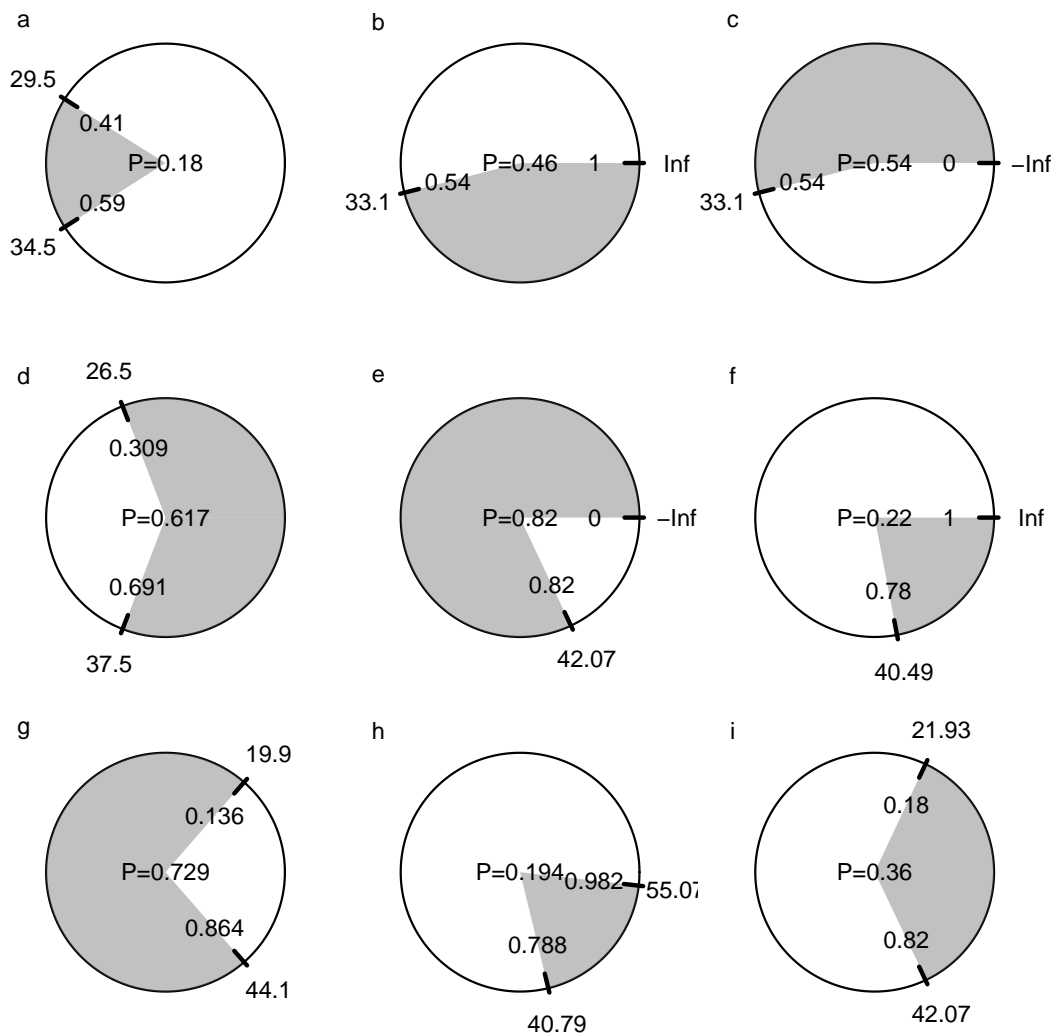 a
29.5
0.41
P=0.18
0.59
34.5
b
P=0.46 1 Inf
0.54
33.1
c
P=0.54 0 −Inf
0.54
33.1
d
26.5
0.309
P=0.617
0.691
37.5
e
P=0.82 0 −Inf
0.82
42.07
f
P=0.22 1 Inf
0.78
40.49
g
19.9
0.136
P=0.729
0.864
44.1
h
P=0.194 0.982
55.07
0.788
40.79
i
21.93
0.18
P=0.36
0.82
42.07